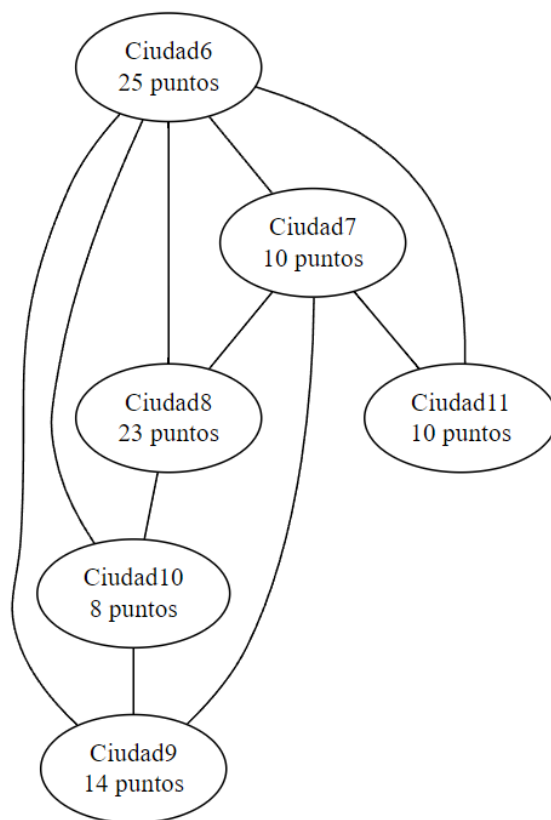 Ciudad6
25 puntos
Ciudad7
10 puntos
Ciudad8
23 puntos
Ciudad11
10 puntos
Ciudad10
8 puntos
Ciudad9
14 puntos